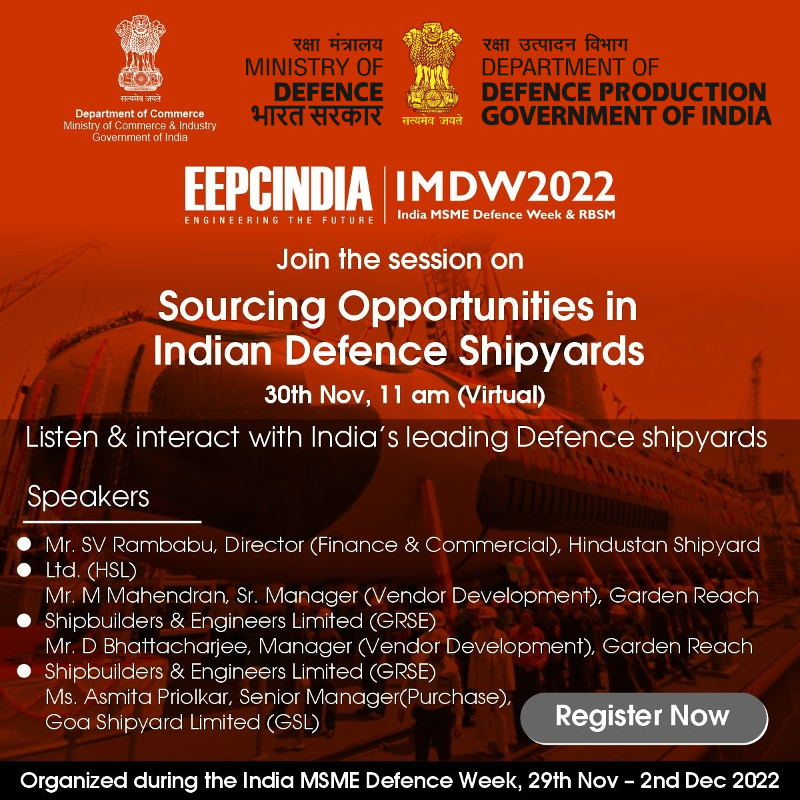 सत्यमेव जयते
Department of Commerce
Ministry of Commerce & Industry
Government of India
रक्षा मंत्रालय
MINISTRY OF
DEFENCE
भारत सरकार
सत्यमेव जयते
रक्षा उत्पादन विभाग
DEPARTMENT OF
DEFENCE PRODUCTION
GOVERNMENT OF INDIA
EEPCINDIA
ENGINEERING THE FUTURE
IMDW2022
India MSME Defence Week & RBSM
Join the session on
Sourcing Opportunities in
Indian Defence Shipyards
30th Nov, 11 am (Virtual)
Listen & interact with India´s leading Defence shipyards
Speakers
● Mr. SV Rambabu, Director (Finance & Commercial), Hindustan Shipyard
● Ltd. (HSL)
Mr. M Mahendran, Sr. Manager (Vendor Development), Garden Reach
● Shipbuilders & Engineers Limited (GRSE)
Mr. D Bhattacharjee, Manager (Vendor Development), Garden Reach
● Shipbuilders & Engineers Limited (GRSE)
Ms. Asmita Priolkar, Senior Manager(Purchase),
Goa Shipyard Limited (GSL)
Register Now
Organized during the India MSME Defence Week, 29th Nov – 2nd Dec 2022